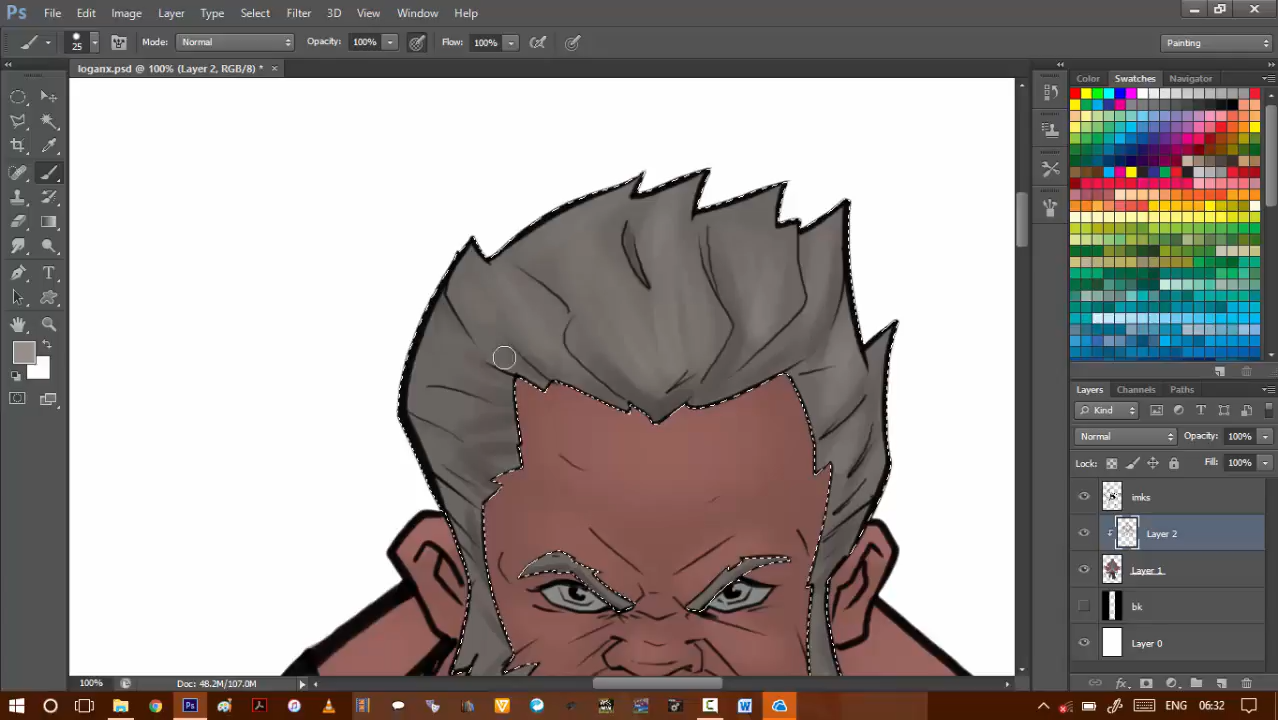 Ps File Edit Image Layer Type Select Filter 3D View Window Help
25 Mode: Normal Opacity: 100% Flow: 100% Painting
loganx.psd @ 100% (Layer 2, RGB/8) * ×
Color Swatches Navigator
Layers Channels Paths
Kind
Normal Opacity: 100%
Lock: Fill: 100%
imks
Layer 2
Layer 1
bk
Layer 0
100% Doc: 48.2M/107.0M
ENG 06:32